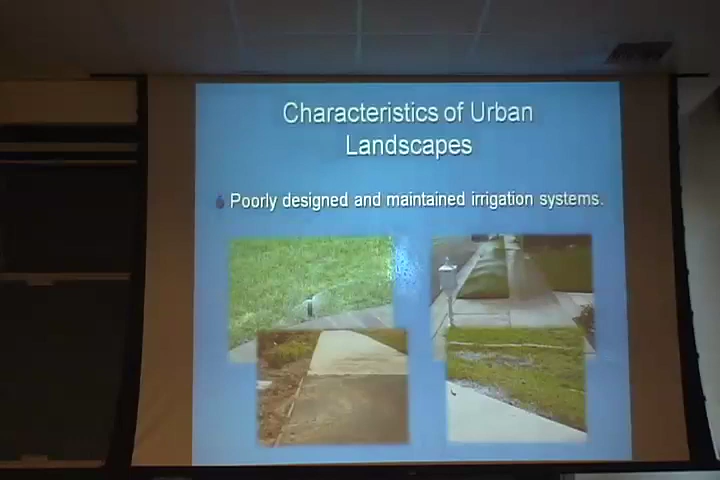 Characteristics of Urban
Landscapes
Poorly designed and maintained irrigation systems.